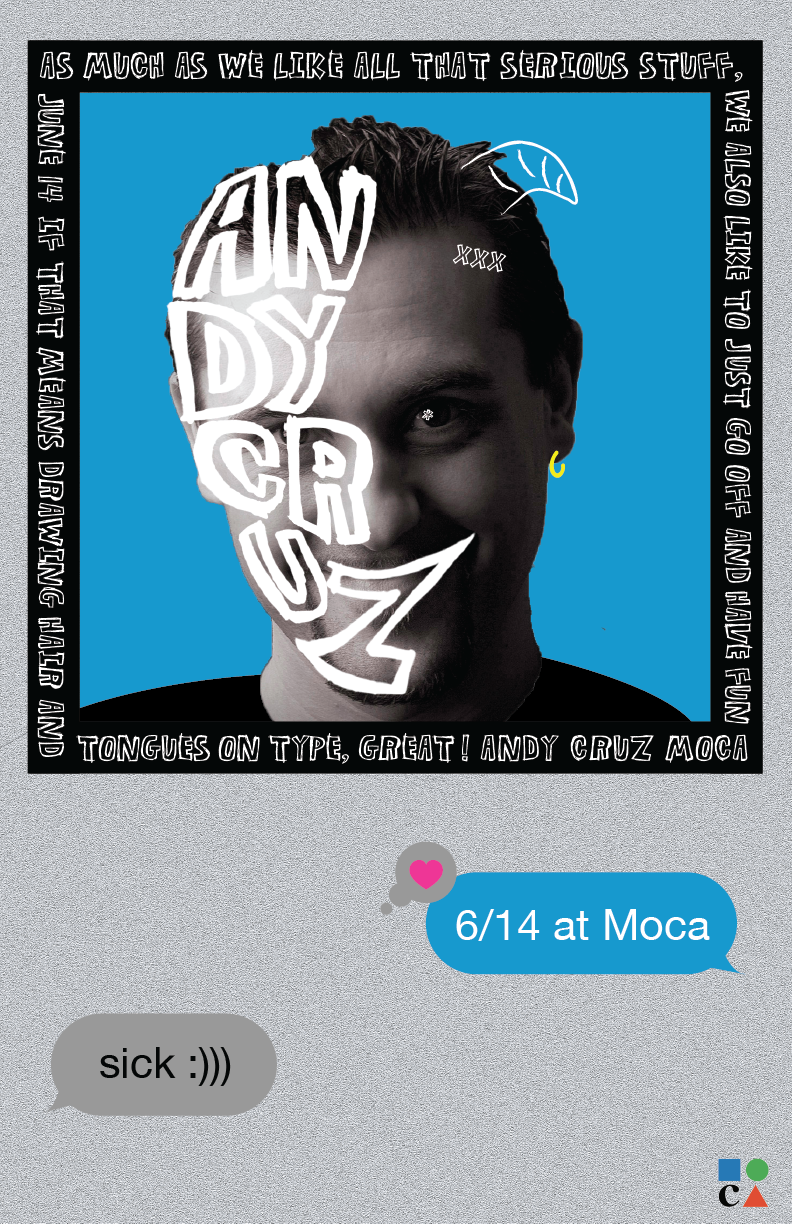 AS MUCH AS WE LIKE ALL THAT SERIOUS STUFF,
WE ALSO LIKE TO JUST GO OFF AND HAVE FUN
JUNE 14 IF THAT MEANS DRAWING HAIR AND
TONGUES ON TYPE, GREAT! ANDY CRUZ MOCA
AN
DY
CR
UZ
XXX
6/14 at Moca
sick :)))